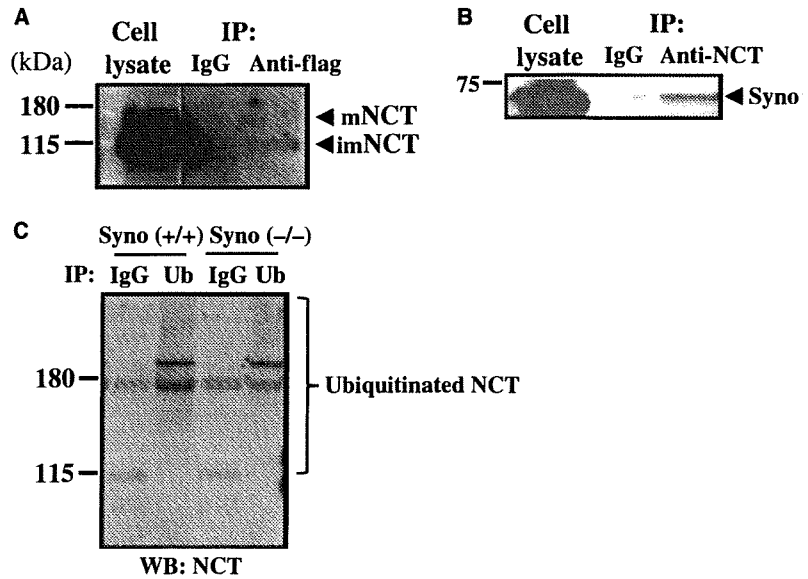 A
Cell lysate
IP:
(kDa)
IgG
Anti-flag
180
mNCT
115
imNCT
B
Cell lysate
IP:
IgG
Anti-NCT
75
Syno
C
Syno (+/+) Syno (–/–)
IP: IgG Ub IgG Ub
180
Ubiquitinated NCT
115
WB: NCT